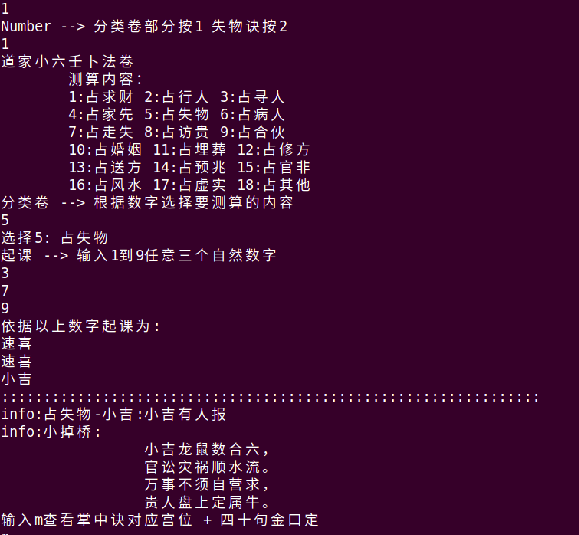 1
Number --> 分类卷部分按1 失物诀按2
1
道家小六壬卜法卷
测算内容:
1:占求财 2:占行人 3:占寻人
4:占家先 5:占失物 6:占病人
7:占走失 8:占访贵 9:占合伙
10:占婚姻 11:占埋葬 12:占修方
13:占送方 14:占预兆 15:占官非
16:占风水 17:占虚实 18:占其他
分类卷 --> 根据数字选择要测算的内容
5
选择5: 占失物
起课 --> 输入1到9任意三个自然数字
3
7
9
依据以上数字起课为:
速喜
速喜
小吉
::::::::::::::::::::::::::::::::::::::::::::::::::::::::::::::::
info:占失物-小吉:小吉有人报
info:小掉桥:
小吉龙鼠数合六,
官讼灾祸顺水流。
万事不须自营求,
贵人盘上定属牛。
输入m查看掌中诀对应宫位 + 四十句金口定